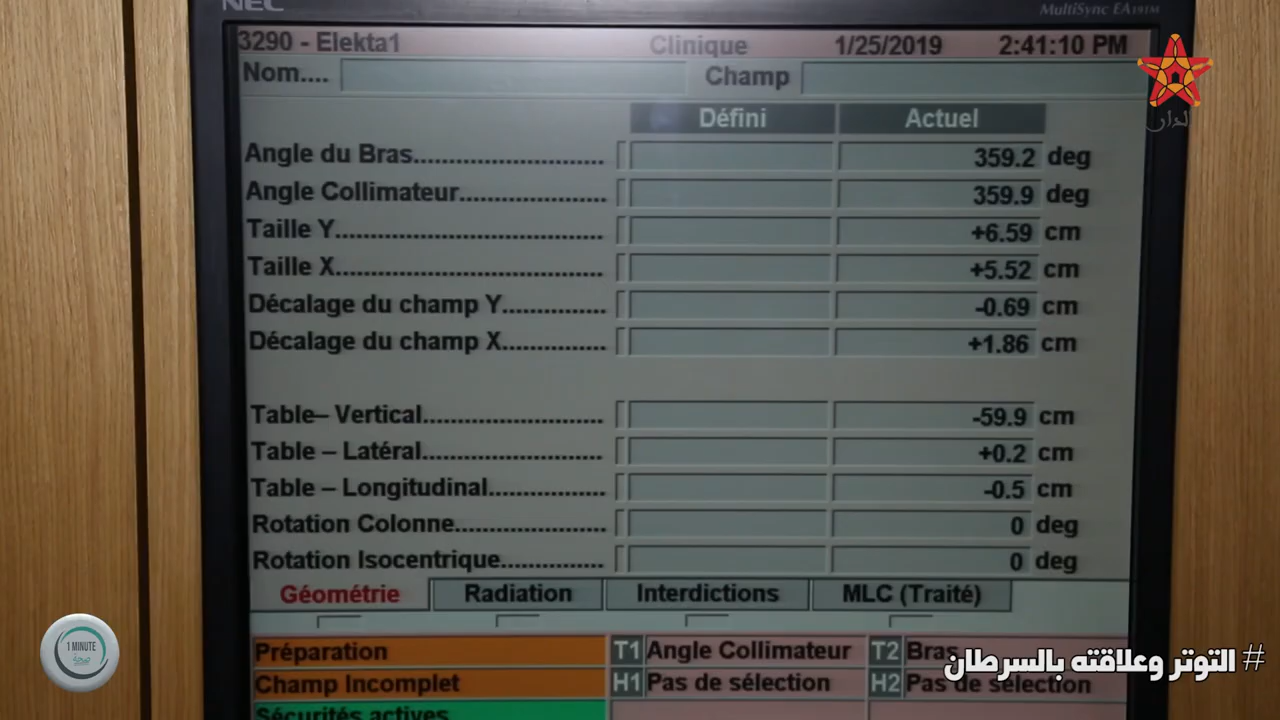 NEC
MultiSync EA191M
3290 - Elekta1 Clinique 1/25/2019 2:41:10 PM
Nom.... Champ
الدار
Défini Actuel
Angle du Bras........................ 359.2 deg
Angle Collimateur.................. 359.9 deg
Taille Y................................. +6.59 cm
Taille X................................. +5.52 cm
Décalage du champ Y............ -0.69 cm
Décalage du champ X............ +1.86 cm
Table– Vertical...................... -59.9 cm
Table – Latéral...................... +0.2 cm
Table – Longitudinal.............. -0.5 cm
Rotation Colonne.................. 0 deg
Rotation Isocentrique............ 0 deg
Géométrie Radiation Interdictions MLC (Traité)
Préparation T1 Angle Collimateur T2 Bras
Champ Incomplet H1 Pas de sélection H2 Pas de sélection
Sécurités actives
1 MINUTE
صحة
# التوتر وعلاقته بالسرطان